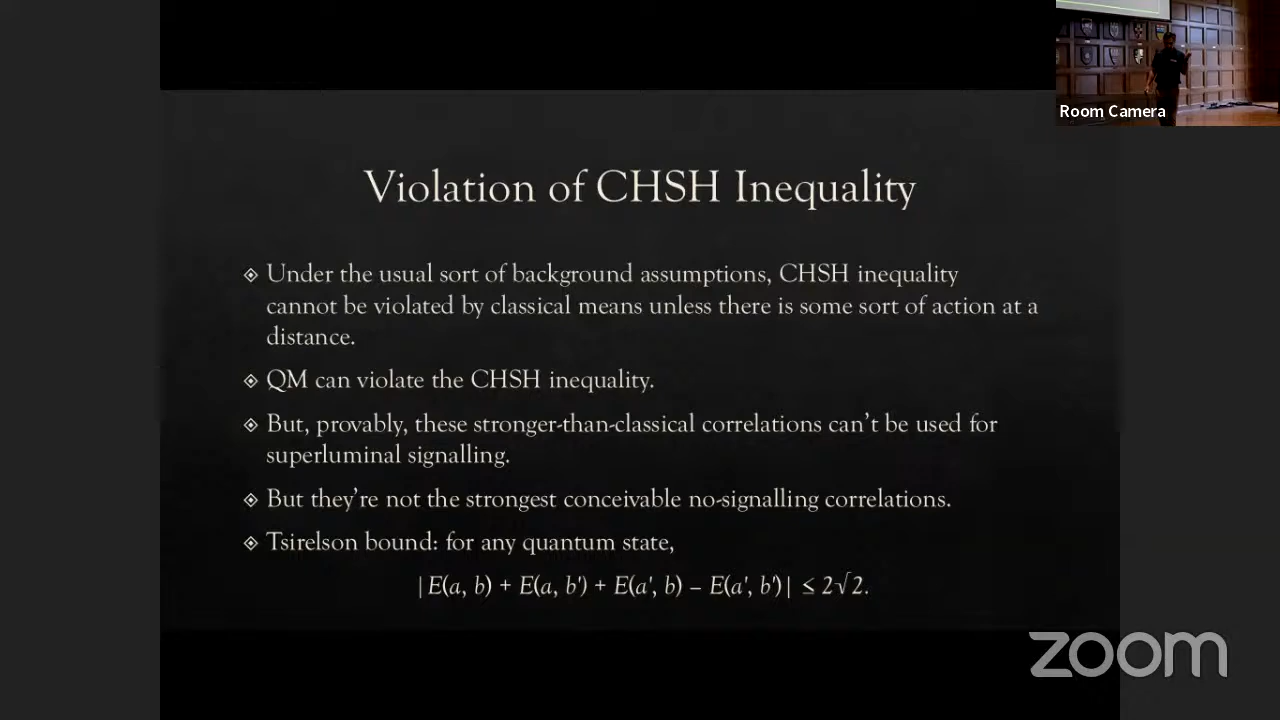 Room Camera
Violation of CHSH Inequality
Under the usual sort of background assumptions, CHSH inequality
cannot be violated by classical means unless there is some sort of action at a
distance.
QM can violate the CHSH inequality.
But, provably, these stronger-than-classical correlations can't be used for
superluminal signalling.
But they're not the strongest conceivable no-signalling correlations.
Tsirelson bound: for any quantum state,
|E(a, b) + E(a, b') + E(a', b) – E(a', b')| ≤ 2√2.
zoom